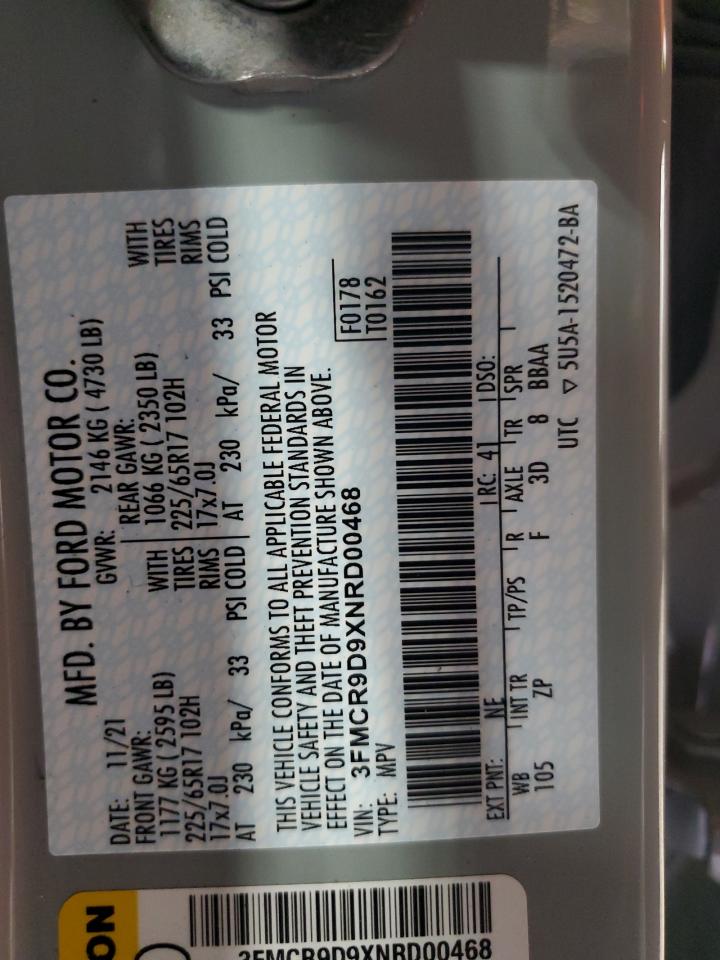 MFD. BY FORD MOTOR CO.
DATE: 11/21 GVWR: 2146 KG ( 4730 LB)
FRONT GAWR: REAR GAWR: WITH
1177 KG ( 2595 LB) WITH 1066 KG ( 2350 LB) TIRES
225/65R17 102H TIRES 225/65R17 102H RIMS
17x7.0J RIMS 17x7.0J
AT 230 kPa/ 33 PSI COLD AT 230 kPa/ 33 PSI COLD
THIS VEHICLE CONFORMS TO ALL APPLICABLE FEDERAL MOTOR
VEHICLE SAFETY AND THEFT PREVENTION STANDARDS IN
EFFECT ON THE DATE OF MANUFACTURE SHOWN ABOVE.
VIN: 3FMCR9D9XNRD00468 F0178
TYPE: MPV T0162
EXT PNT: NE RC: 41 DSO:
WB INT TR TP/PS R AXLE TR SPR
105 ZP F 3D 8 BBAA
UTC ▽ 5U5A-1520472-BA
ON
3FMCR9D9XNRD00468